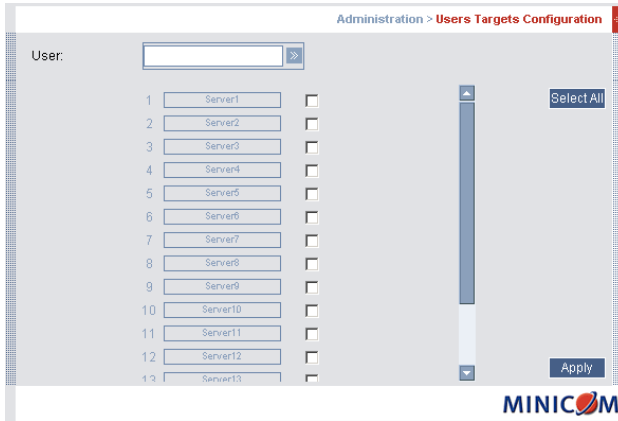 Administration > Users Targets Configuration
User:
1 Server1
Select All
2 Server2
3 Server3
4 Server4
5 Server5
6 Server6
7 Server7
8 Server8
9 Server9
10 Server10
11 Server11
12 Server12
Apply
13 Server13
MINICOM